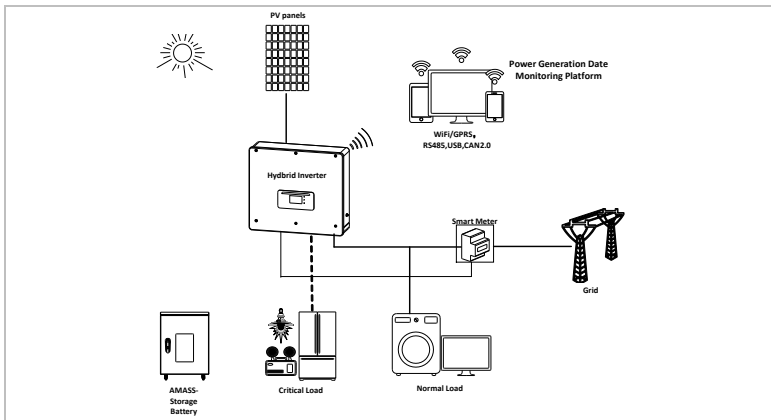 PV panels
Power Generation Date
Monitoring Platform
WiFi/GPRS,
RS485,USB,CAN2.0
Hydbrid Inverter
Smart Meter
Grid
AMASS-
Storage
Battery
Critical Load
Normal Load